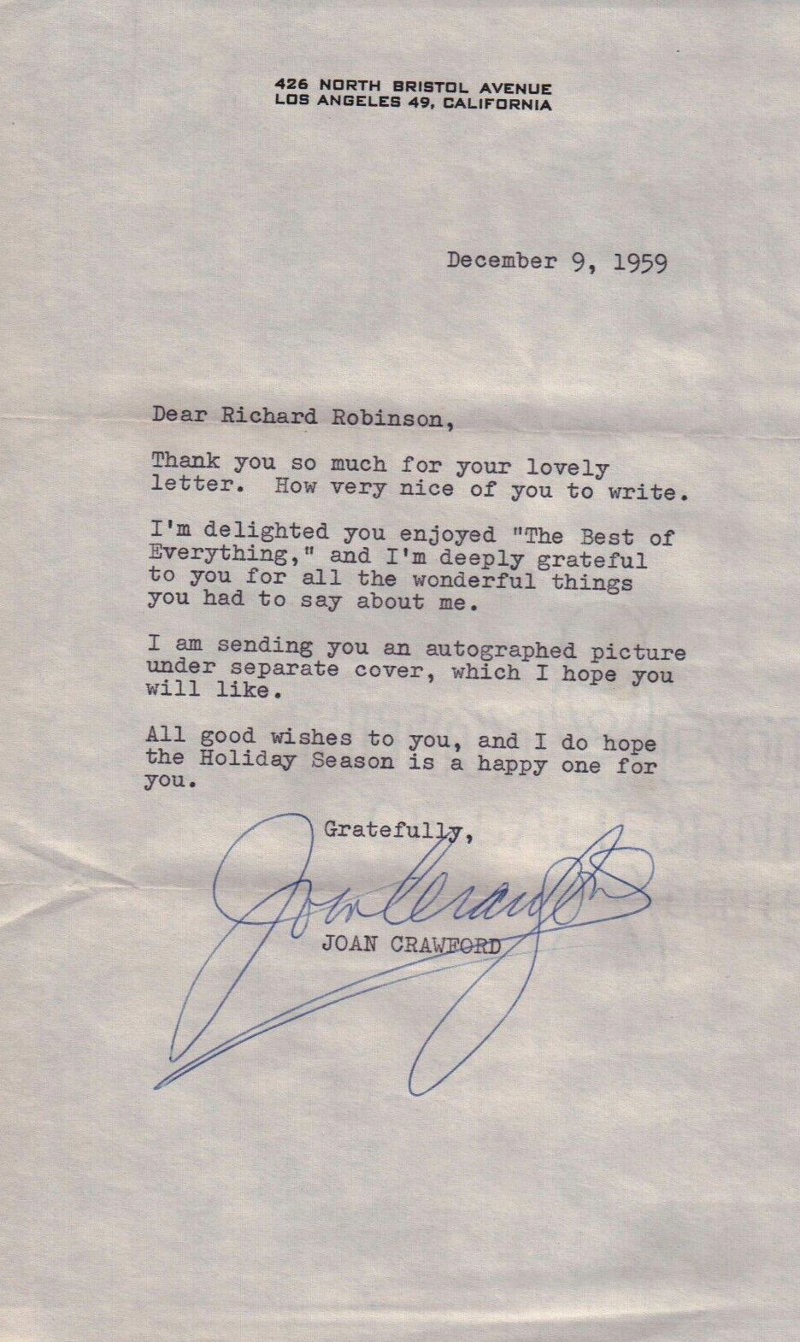 426 NORTH BRISTOL AVENUE
LOS ANGELES 49, CALIFORNIA
December 9, 1959
Dear Richard Robinson,
Thank you so much for your lovely
letter.  How very nice of you to write.
I'm delighted you enjoyed "The Best of
Everything," and I'm deeply grateful
to you for all the wonderful things
you had to say about me.
I am sending you an autographed picture
under separate cover, which I hope you
will like.
All good wishes to you, and I do hope
the Holiday Season is a happy one for
you.
Gratefully,
Joan Crawford
JOAN CRAWFORD